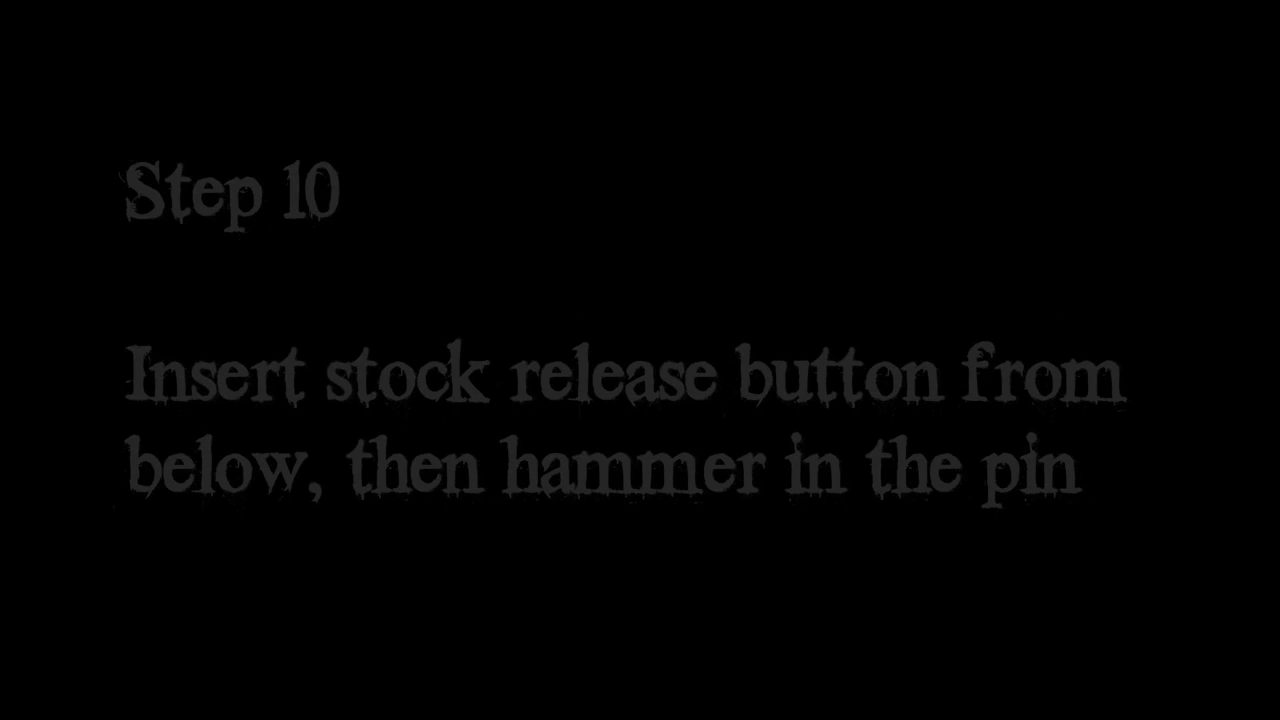 Step 10
Insert stock release button from
below, then hammer in the pin